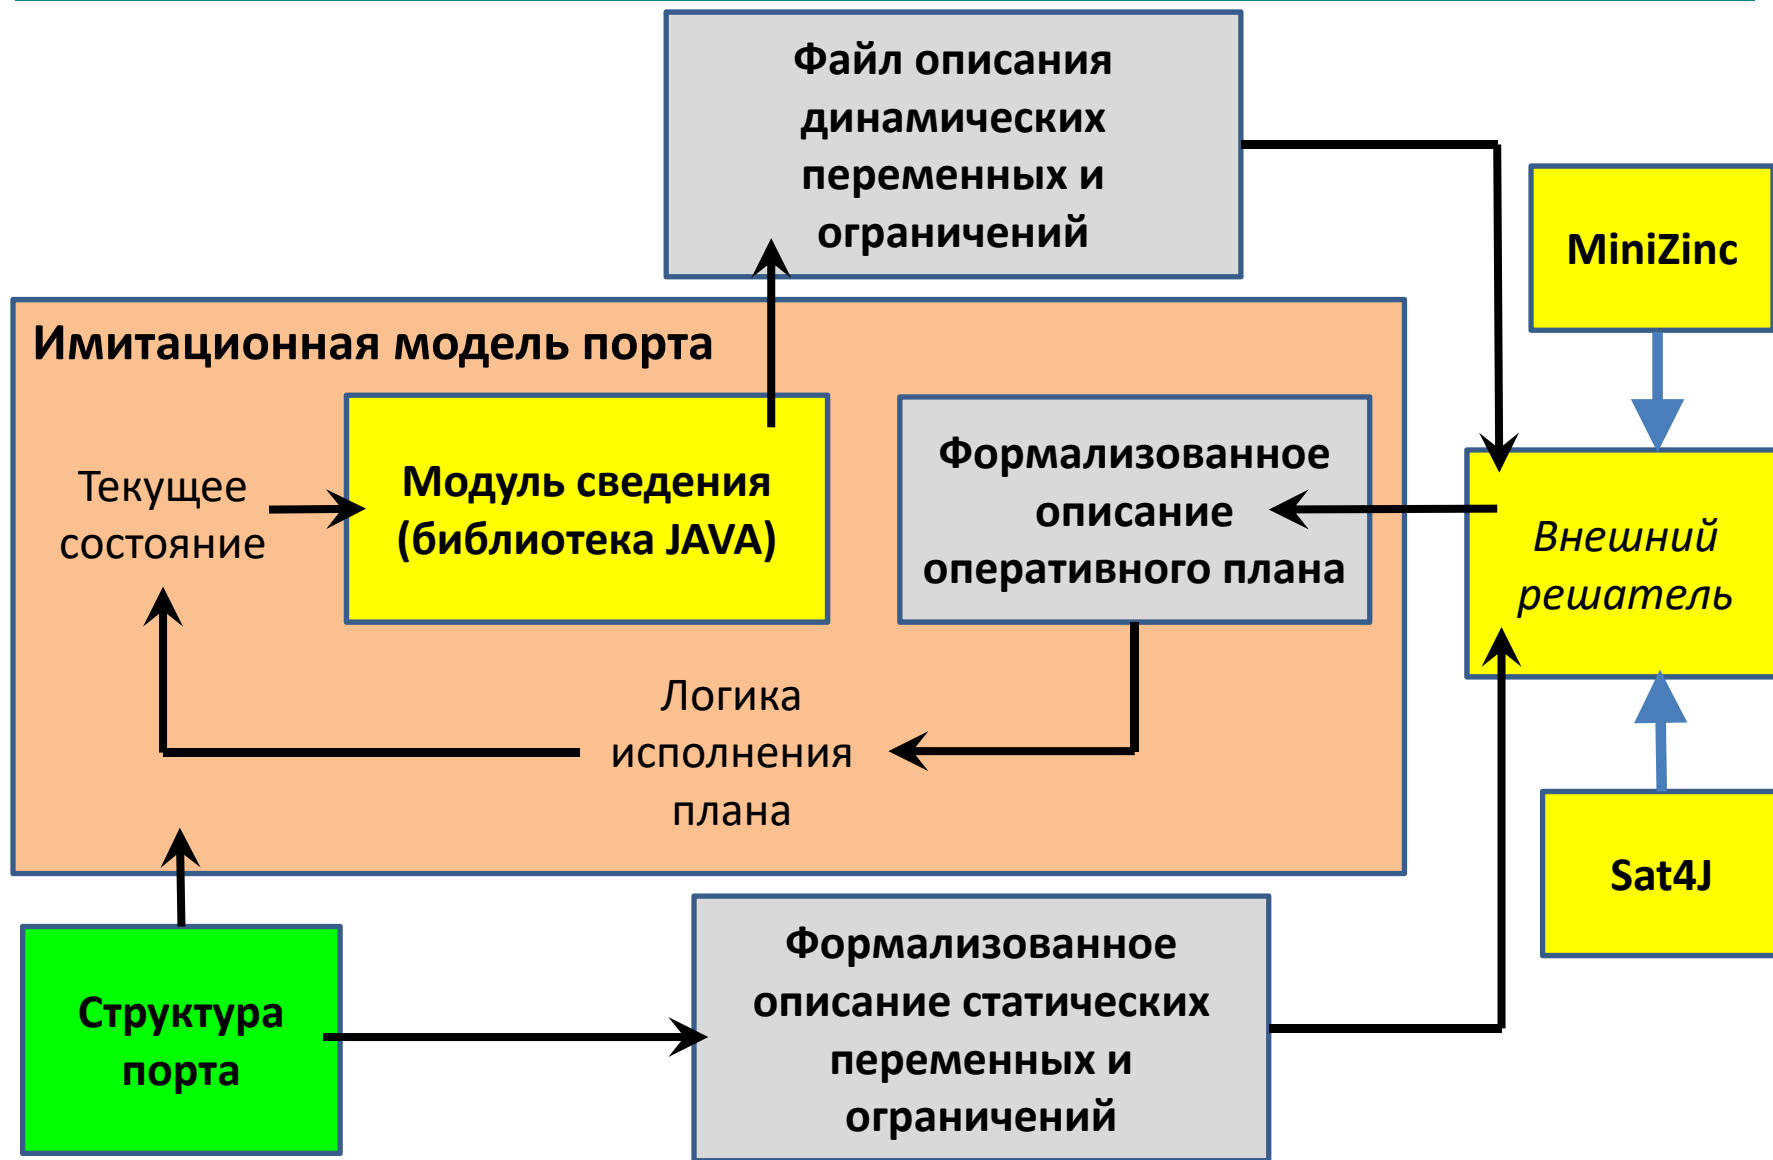 Файл описания
динамических
переменных и
ограничений
MiniZinc
Имитационная модель порта
Текущее
состояние
Модуль сведения
(библиотека JAVA)
Формализованное
описание
оперативного плана
Внешний
решатель
Логика
исполнения
плана
Sat4J
Структура
порта
Формализованное
описание статических
переменных и
ограничений